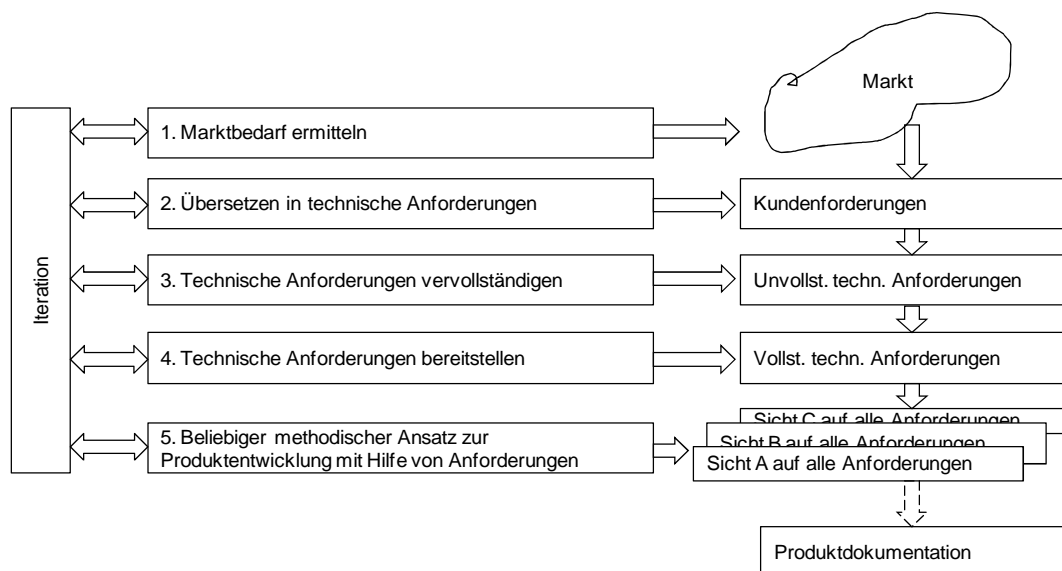 Markt
1. Marktbedarf ermitteln
2. Übersetzen in technische Anforderungen
Kundenforderungen
Iteration
3. Technische Anforderungen vervollständigen
Unvollst. techn. Anforderungen
4. Technische Anforderungen bereitstellen
Vollst. techn. Anforderungen
5. Beliebiger methodischer Ansatz zur
Produktentwicklung mit Hilfe von Anforderungen
Sicht C auf alle Anforderungen
Sicht B auf alle Anforderungen
Sicht A auf alle Anforderungen
Produktdokumentation